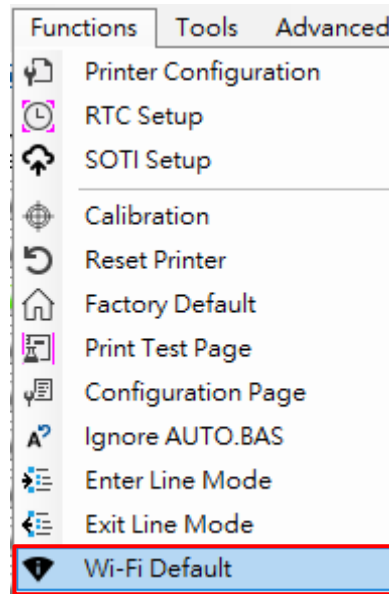 Functions Tools Advanced
Printer Configuration
RTC Setup
SOTI Setup
Calibration
Reset Printer
Factory Default
Print Test Page
Configuration Page
Ignore AUTO.BAS
Enter Line Mode
Exit Line Mode
Wi-Fi Default